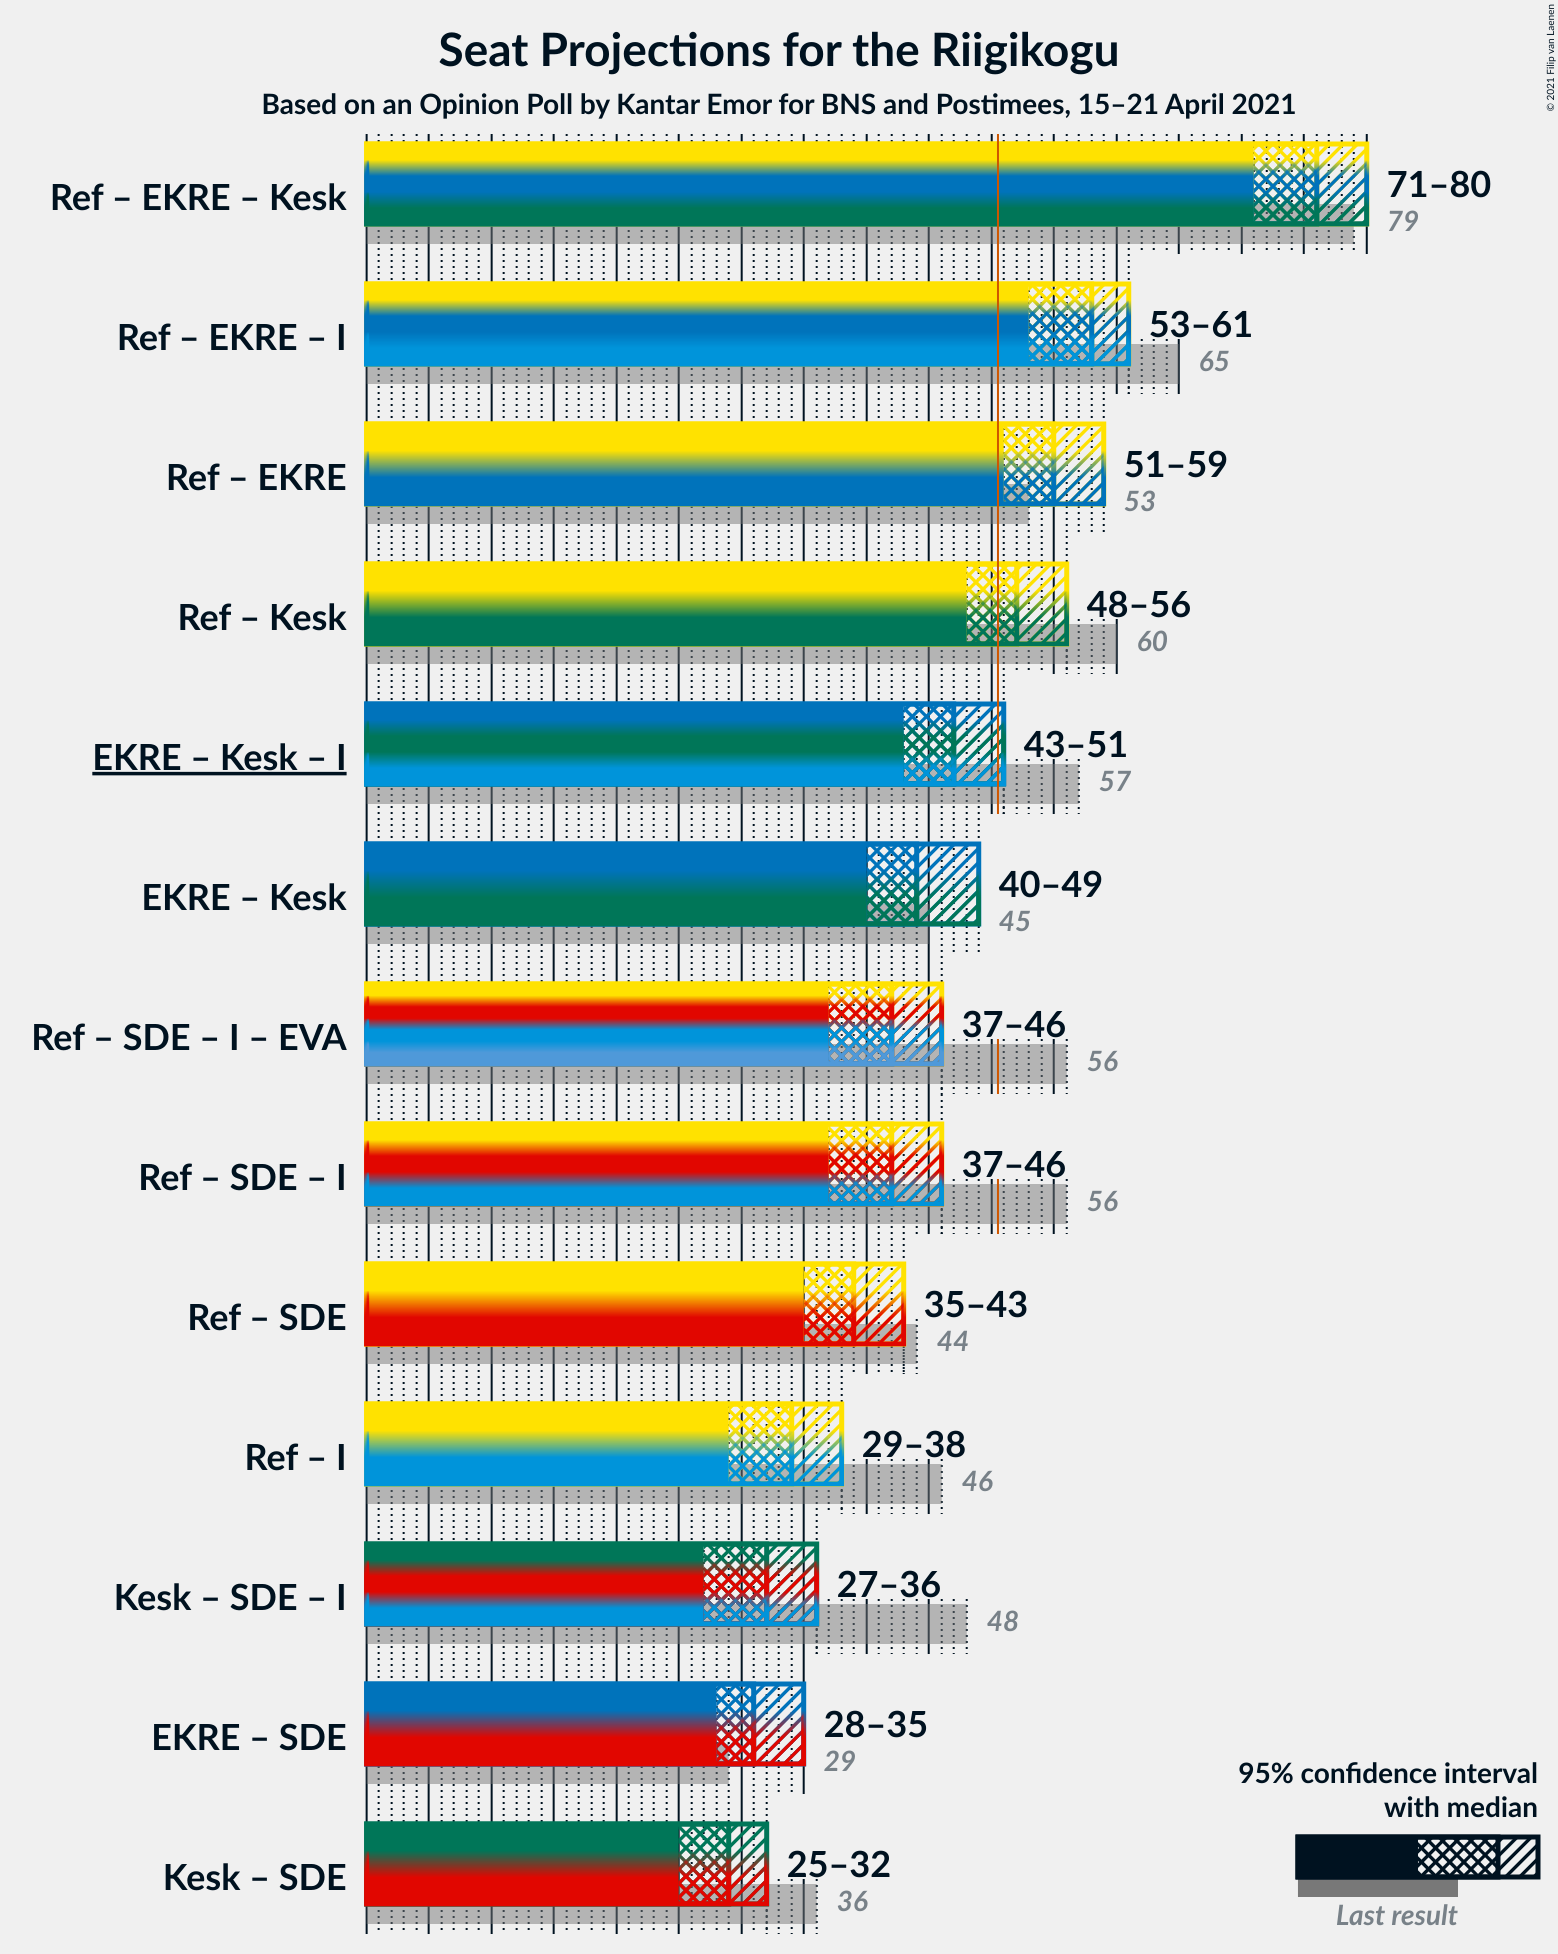 Seat Projections for the Riigikogu
Based on an Opinion Poll by Kantar Emor for BNS and Postimees, 15–21 April 2021
© 2021 Filip van Laenen
Ref – EKRE – Kesk
71–80
79
Ref – EKRE – I
53–61
65
Ref – EKRE
51–59
53
Ref – Kesk
48–56
60
EKRE – Kesk – I
43–51
57
EKRE – Kesk
40–49
45
Ref – SDE – I – EVA
37–46
56
Ref – SDE – I
37–46
56
Ref – SDE
35–43
44
Ref – I
29–38
46
Kesk – SDE – I
27–36
48
EKRE – SDE
28–35
29
Kesk – SDE
25–32
36
95% confidence interval
with median
Last result